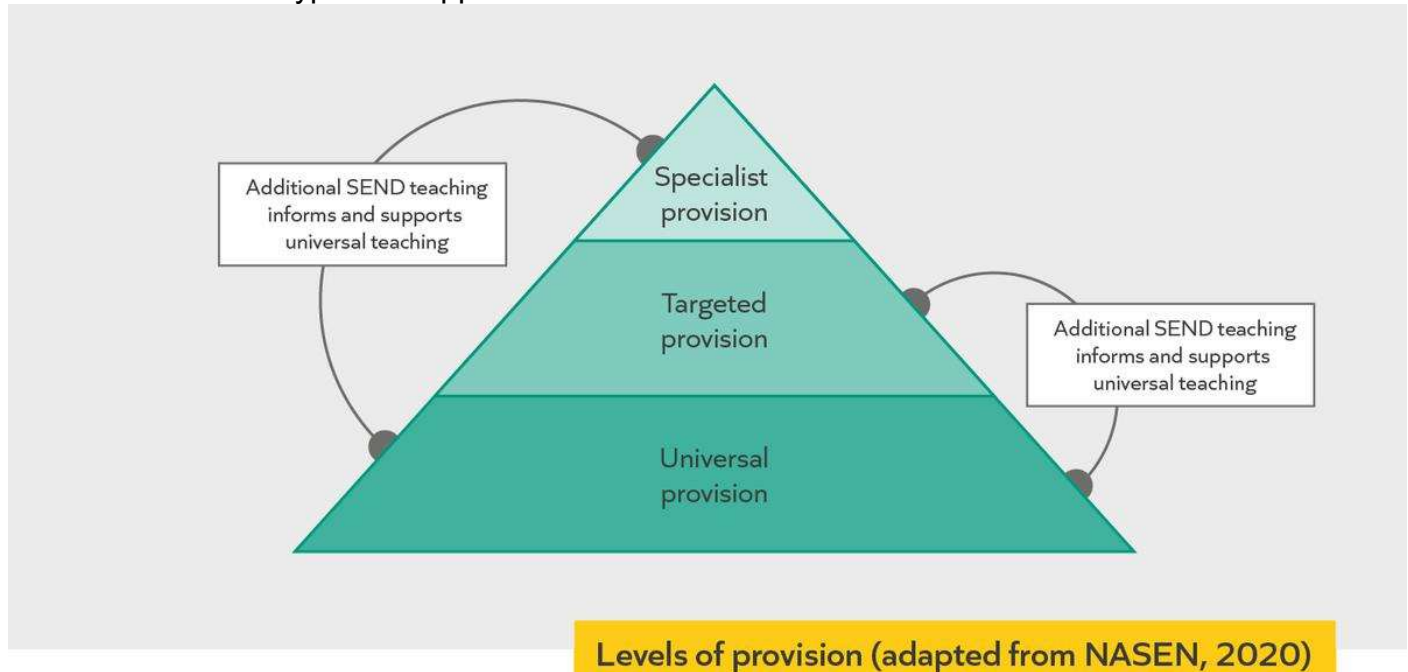 Specialist
provision
Additional SEND teaching
informs and supports
universal teaching
Targeted
provision
Additional SEND teaching
informs and supports
universal teaching
Universal
provision
Levels of provision (adapted from NASEN, 2020)